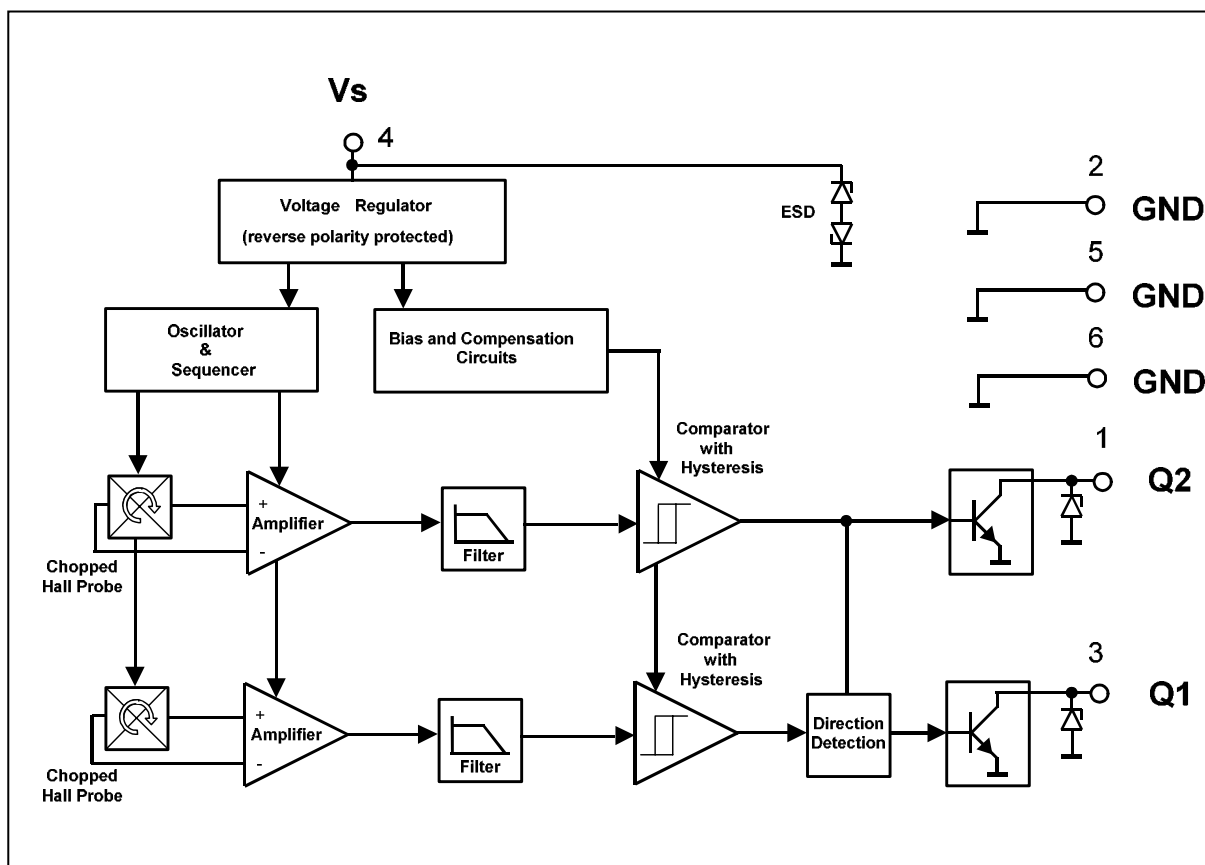 Vs
4
Voltage Regulator
(reverse polarity protected)
ESD
2
GND
5
GND
6
GND
Oscillator
&
Sequencer
Bias and Compensation
Circuits
Comparator
with
Hysteresis
1
Q2
+
Amplifier
-
Filter
Chopped
Hall Probe
Comparator
with
Hysteresis
3
Q1
+
Amplifier
-
Filter
Direction
Detection
Chopped
Hall Probe